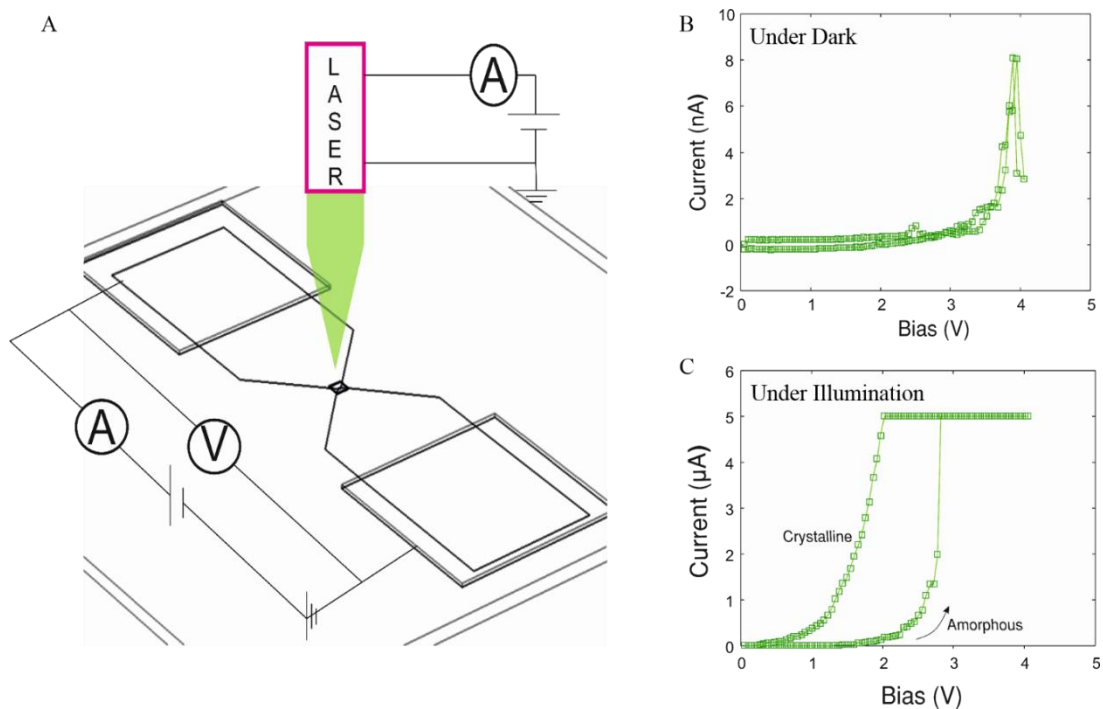 A
L
A
S
E
R
A
A
V
B
Under Dark
Current (nA)
10
8
6
4
2
0
-2
0 1 2 3 4 5
Bias (V)
C
Under Illumination
Current (µA)
6
5
4
3
2
1
0
Crystalline
Amorphous
0 1 2 3 4 5
Bias (V)